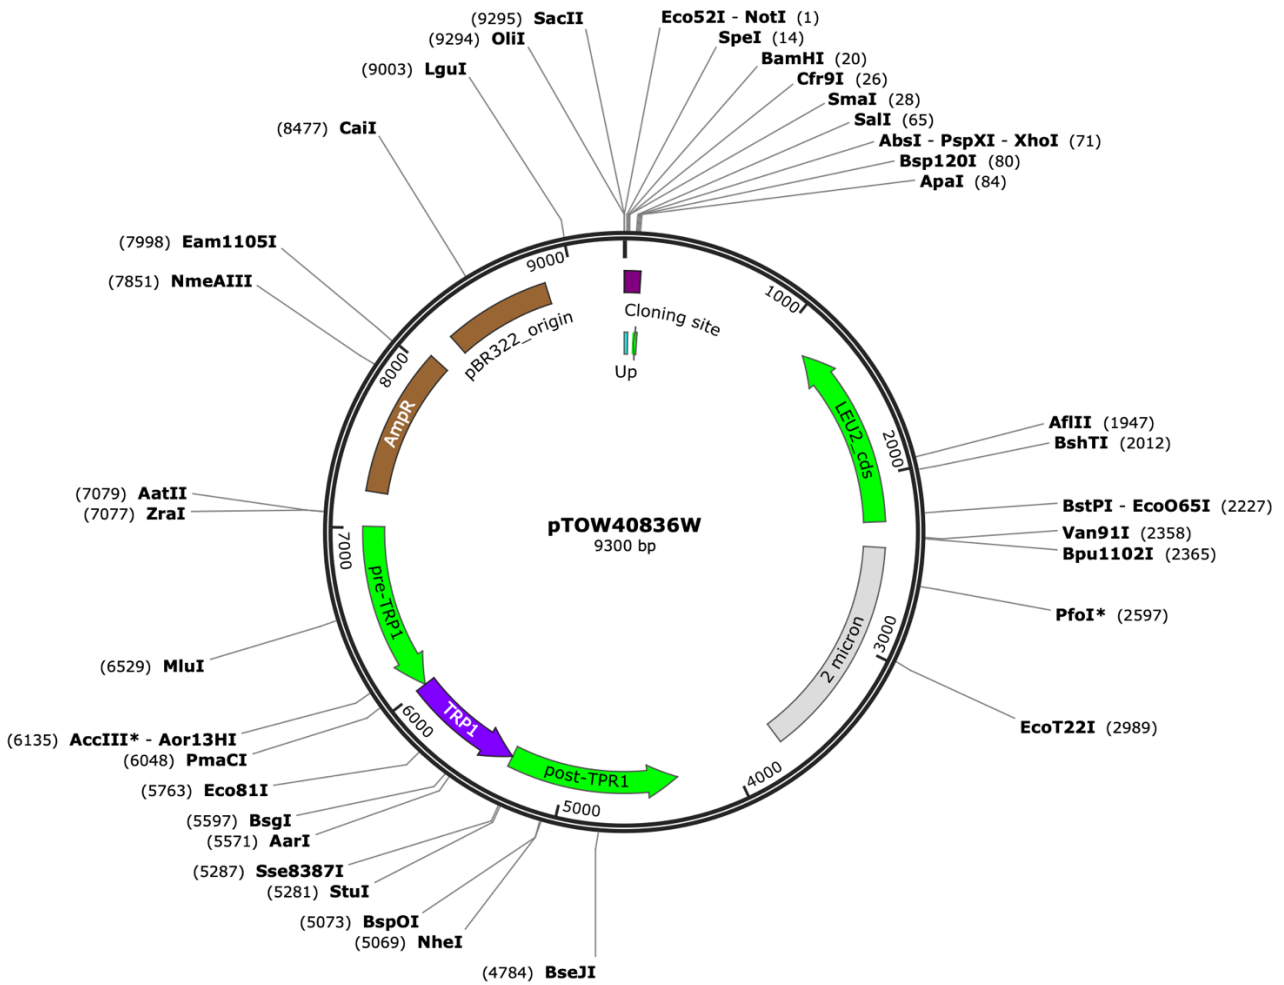 (9295) SacII
(9294) OliI
(9003) LguI
(8477) CaiI
(7998) Eam1105I
(7851) NmeAIII
(7079) AatII
(7077) ZraI
(6529) MluI
(6135) AccIII* - Aor13HI
(6048) PmaCI
(5763) Eco81I
(5597) BsgI
(5571) AarI
(5287) Sse8387I
(5281) StuI
(5073) BspOI
(5069) NheI
(4784) BseJI
Eco52I - NotI (1)
SpeI (14)
BamHI (20)
Cfr9I (26)
SmaI (28)
SalI (65)
AbsI - PspXI - XhoI (71)
Bsp120I (80)
ApaI (84)
AflII (1947)
BshTI (2012)
BstPI - EcoO65I (2227)
Van91I (2358)
Bpu1102I (2365)
PfoI* (2597)
EcoT22I (2989)
1000
2000
3000
4000
5000
6000
7000
8000
9000
Cloning site
Up
LEU2_cds
2 micron
post-TPR1
TRP1
pre-TRP1
AmpR
pBR322_origin
pTOW40836W
9300 bp